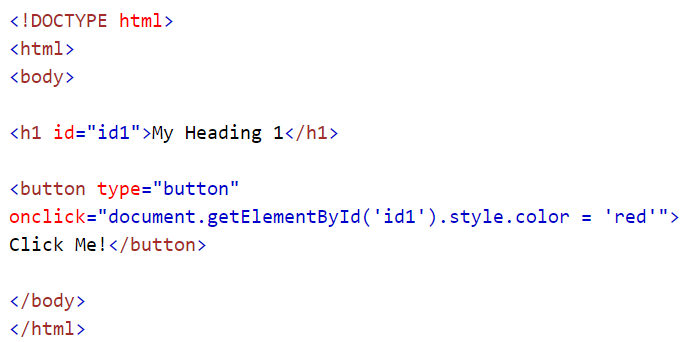 <!DOCTYPE html>
<html>
<body>
<h1 id="id1">My Heading 1</h1>
<button type="button"
onclick="document.getElementById('id1').style.color = 'red'">
Click Me!</button>
</body>
</html>